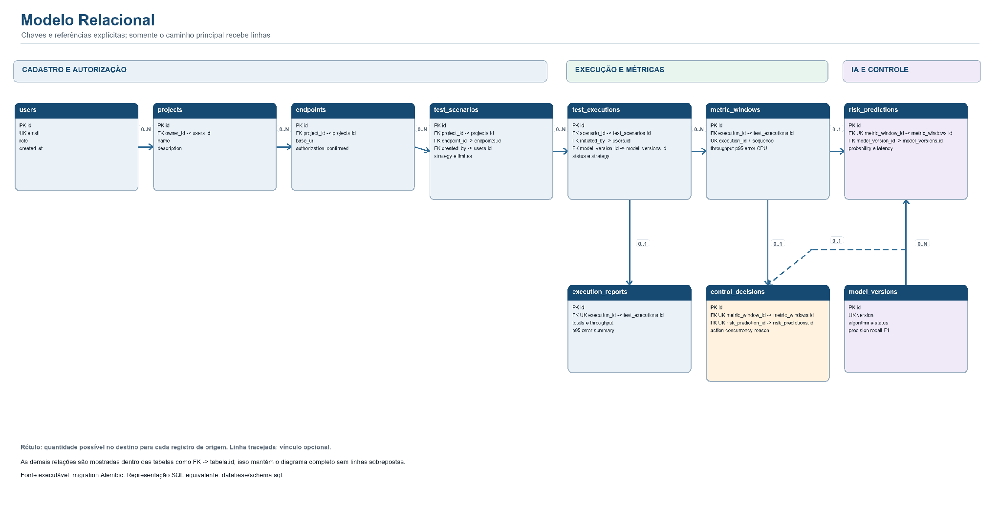 Modelo Relacional
Chaves e referências explícitas; somente o caminho principal recebe linhas
CADASTRO E AUTORIZAÇÃO
EXECUÇÃO E MÉTRICAS
IA E CONTROLE
users
PK id
UK email
role
created_at
0..N
projects
PK id
FK owner_id -> users.id
name
description
0..N
endpoints
PK id
FK project_id -> projects.id
base_url
authorization_confirmed
0..N
test_scenarios
PK id
FK project_id -> projects.id
FK endpoint_id -> endpoints.id
FK created_by -> users.id
strategy e limites
0..N
test_executions
PK id
FK scenario_id -> test_scenarios.id
FK initiated_by -> users.id
FK model_version_id -> model_versions.id
status e strategy
0..N
metric_windows
PK id
FK execution_id -> test_executions.id
UK execution_id + sequence
throughput p95 error CPU
0..1
risk_predictions
PK id
FK UK metric_window_id -> metric_windows.id
FK model_version_id -> model_versions.id
probability e latency
0..1
0..1
0..1
0..N
execution_reports
PK id
FK UK execution_id -> test_executions.id
totals e throughput
p95 error summary
control_decisions
PK id
FK UK metric_window_id -> metric_windows.id
FK UK risk_prediction_id -> risk_predictions.id
action concurrency reason
model_versions
PK id
UK version
algorithm e status
precision recall F1
Rótulo: quantidade possível no destino para cada registro de origem. Linha tracejada: vínculo opcional.
As demais relações são mostradas dentro das tabelas como FK -> tabela.id; isso mantém o diagrama completo sem linhas sobrepostas.
Fonte executável: migration Alembic. Representação SQL equivalente: database/schema.sql.